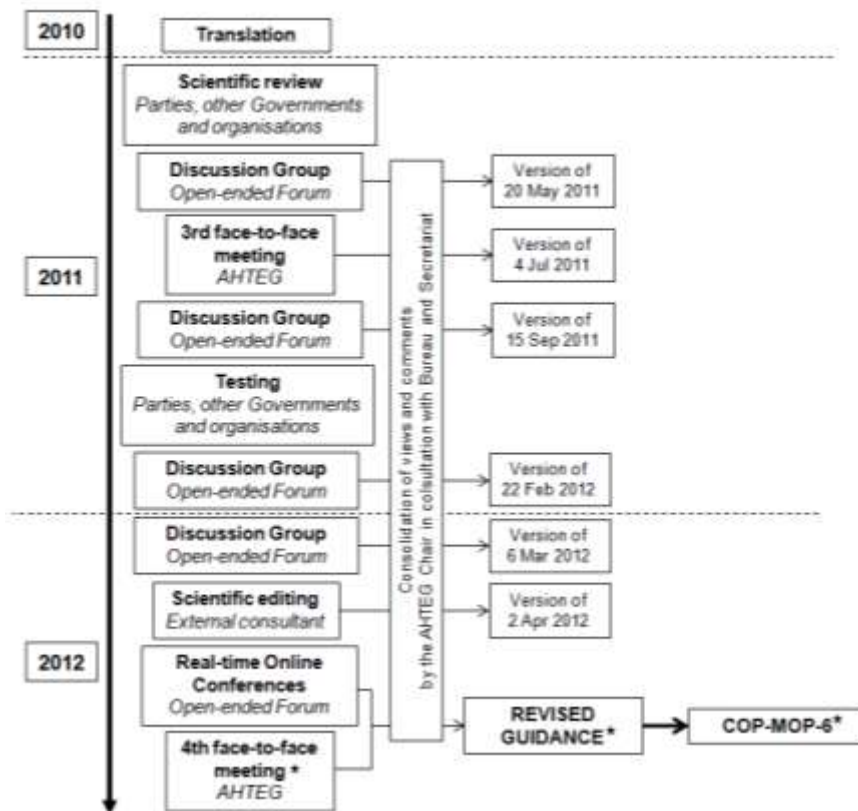 2010
Translation
Scientific review
Parties, other Governments
and organisations
Discussion Group
Open-ended Forum
Version of
20 May 2011
3rd face-to-face
meeting
AHTEG
Version of
4 Jul 2011
2011
Discussion Group
Open-ended Forum
Version of
15 Sep 2011
Testing
Parties, other Governments
and organisations
Discussion Group
Open-ended Forum
Version of
22 Feb 2012
Consolidation of views and comments
by the AHTEG Chair in colsultation with Bureau and Secretariat
Discussion Group
Open-ended Forum
Version of
6 Mar 2012
Scientific editing
External consultant
Version of
2 Apr 2012
2012
Real-time Online
Conferences
Open-ended Forum
4th face-to-face
meeting *
AHTEG
REVISED
GUIDANCE*
COP-MOP-6*